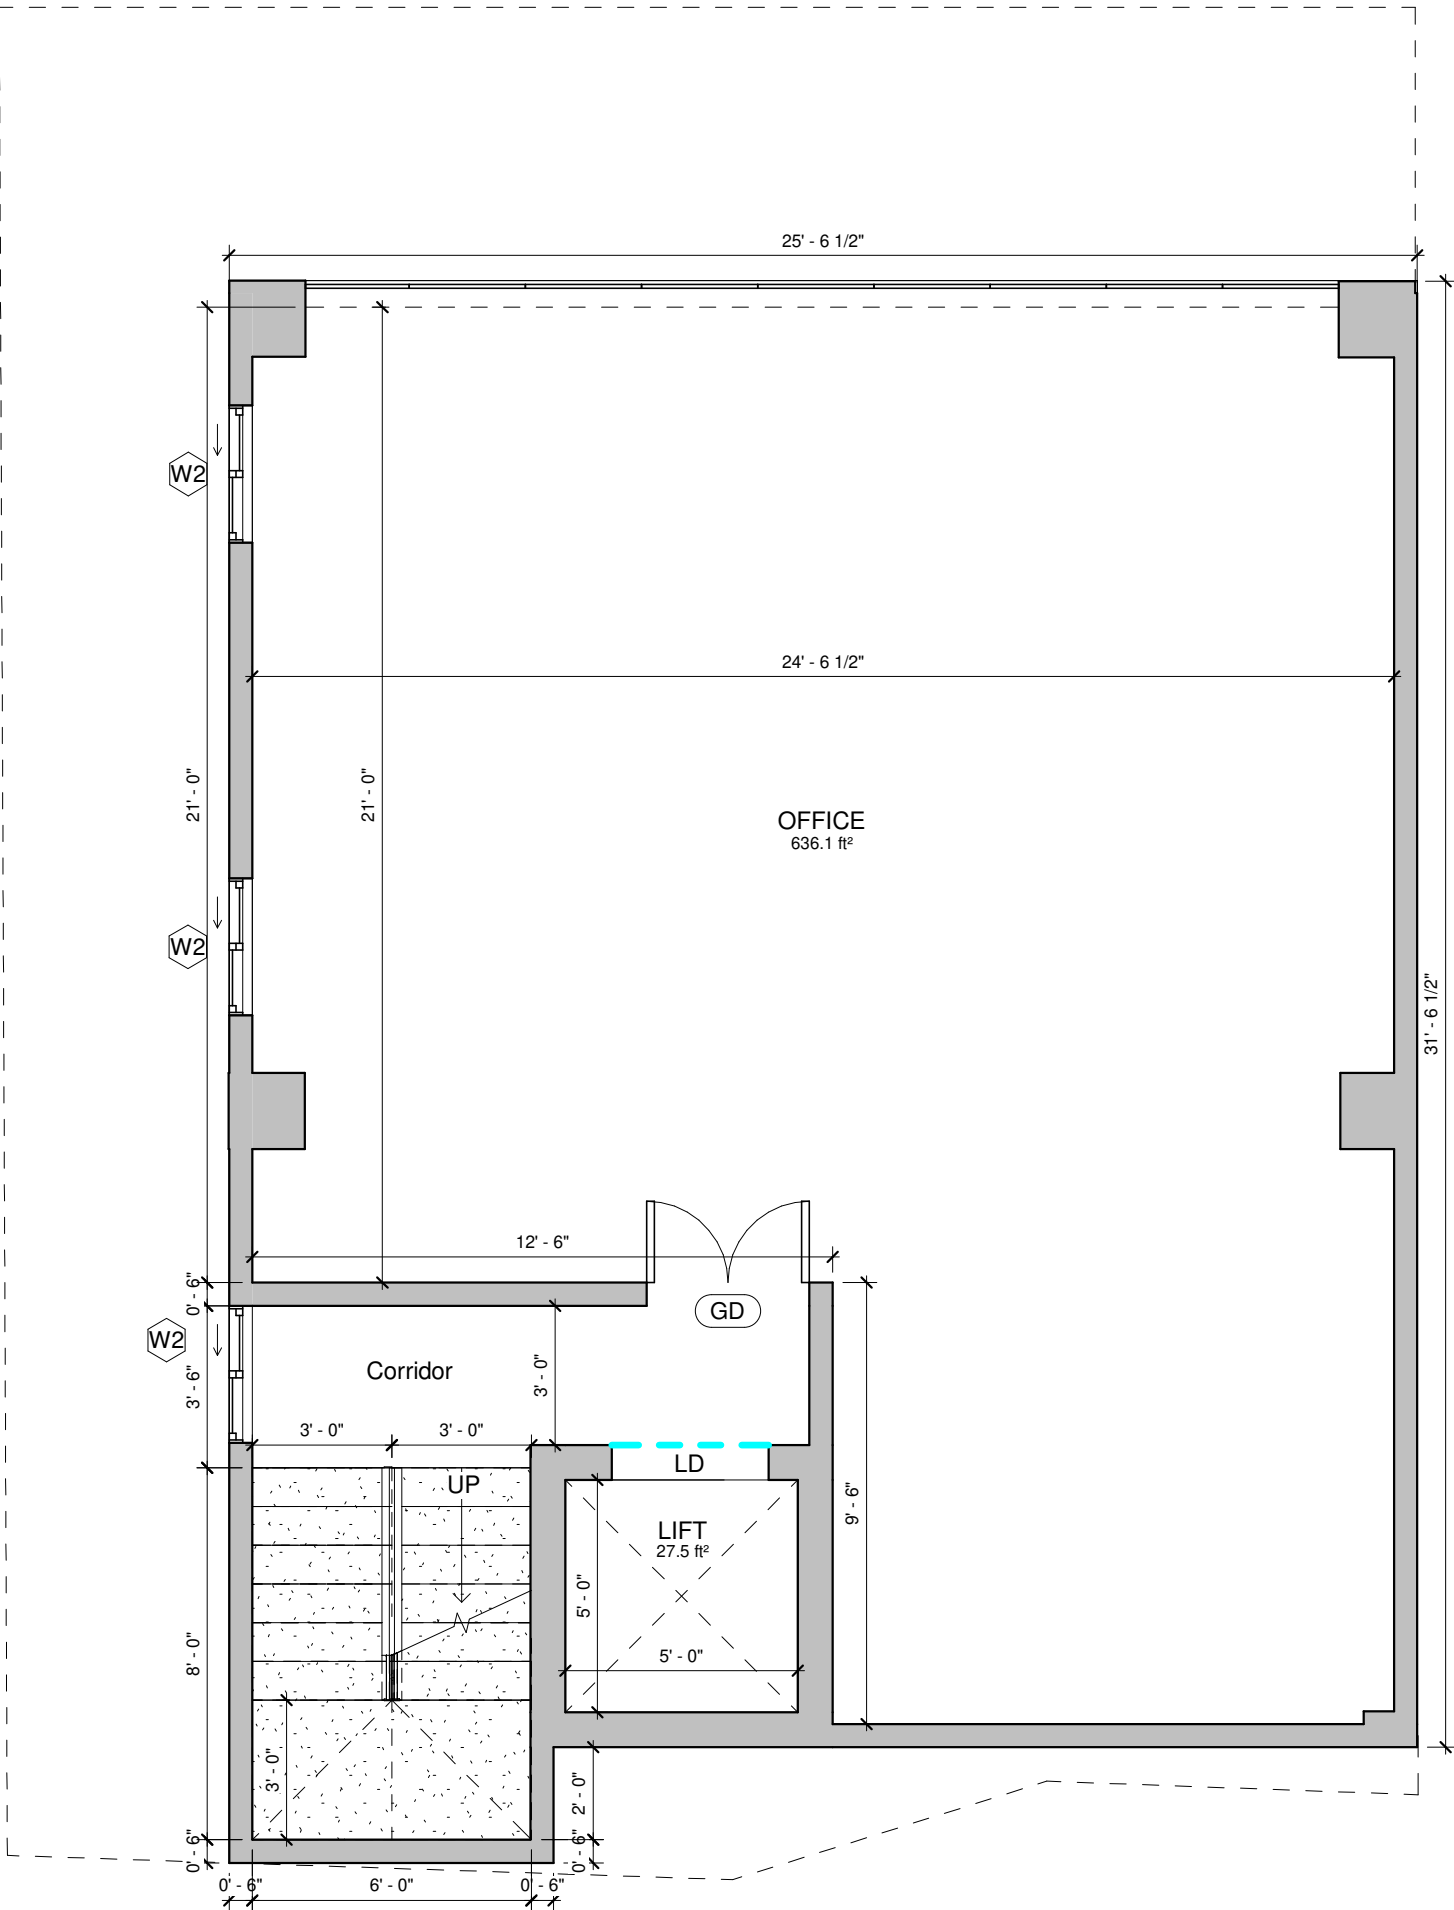 25' - 6 1/2"
W2
24' - 6 1/2"
21' - 0"
21' - 0"
OFFICE
636.1 ft²
W2
31' - 6 1/2"
12' - 6"
0' - 6"
GD
W2
3' - 6"
Corridor
3' - 0"
3' - 0"
3' - 0"
UP
LD
9' - 6"
LIFT
27.5 ft²
5' - 0"
5' - 0"
8' - 0"
3' - 0"
2' - 0"
0' - 6"
0' - 6"
0' - 6"
6' - 0"
0' - 6"